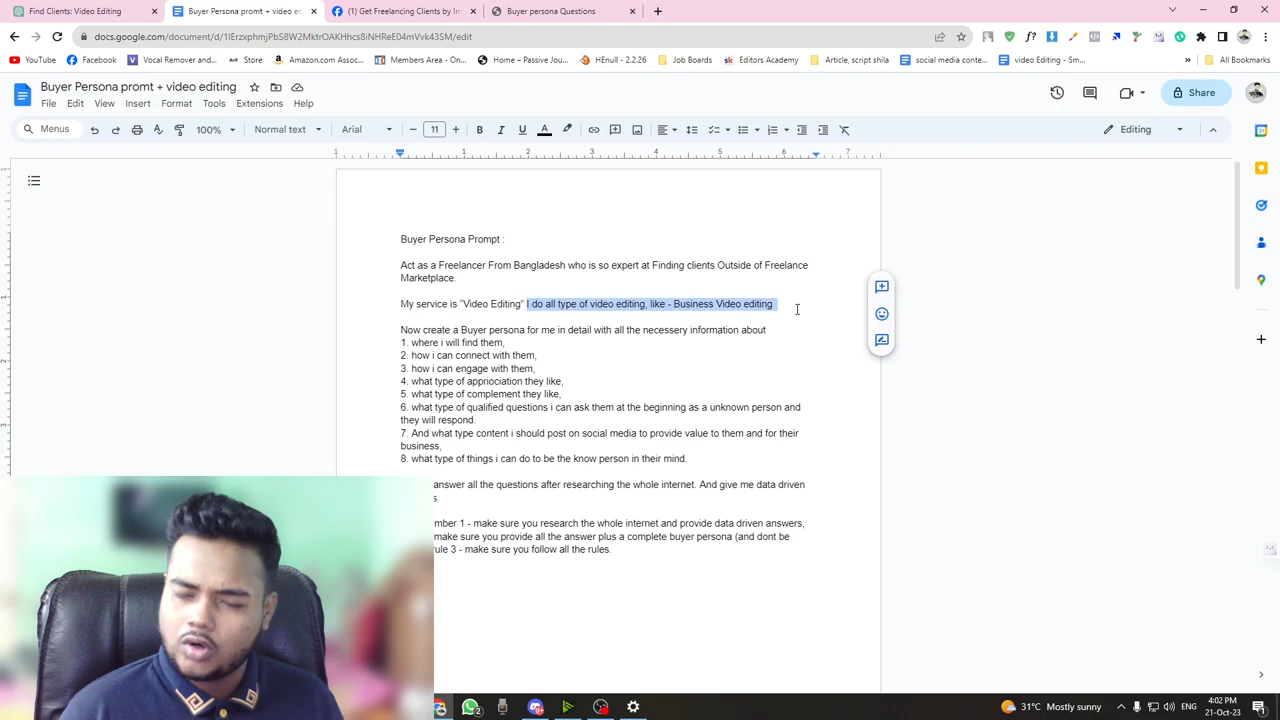 Find Clients: Video Editing
Buyer Persona promt + video ed
(1) Get Freelancing Clients by Im
Buyer persona Questions
docs.google.com/document/d/1IErzxphmjPbS8W2MktrOAKHhcs8iNHReE04mVvk43SM/edit
YouTube
Facebook
Vocal Remover and...
Store
Amazon.com Assoc...
Members Area - On...
Home – Passive Jou...
HEnull - 2.2.26
Job Boards
Editors Academy
Article, script shila
social media conte...
video Editing - Sm...
All Bookmarks
Buyer Persona promt + video editing
File Edit View Insert Format Tools Extensions Help
Share
Menus
100%
Normal text
Arial
11
Editing
1 1 2 3 4 5 6 7
Buyer Persona Prompt :
Act as a Freelancer From Bangladesh who is so expert at Finding clients Outside of Freelance
Marketplace.
My service is "Video Editing" I do all type of video editing, like - Business Video editing
Now create a Buyer persona for me in detail with all the necessery information about
1. where i will find them,
2. how i can connect with them,
3. how i can engage with them,
4. what type of approciation they like,
5. what type of complement they like,
6. what type of qualified questions i can ask them at the beginning as a unknown person and
they will respond.
7. And what type content i should post on social media to provide value to them and for their
business,
8. what type of things i can do to be the know person in their mind.
answer all the questions after researching the whole internet. And give me data driven
s.
mber 1 - make sure you research the whole internet and provide data driven answers,
make sure you provide all the answer plus a complete buyer persona (and dont be
rule 3 - make sure you follow all the rules.
31°C Mostly sunny
ENG
4:02 PM
21-Oct-23